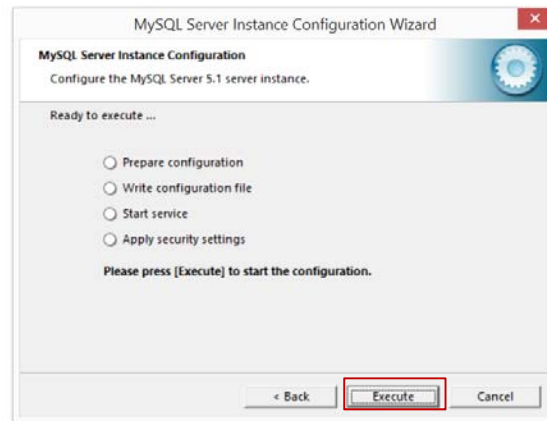 MySQL Server Instance Configuration Wizard
MySQL Server Instance Configuration
Configure the MySQL Server 5.1 server instance.
Ready to execute ...
Prepare configuration
Write configuration file
Start service
Apply security settings
Please press [Execute] to start the configuration.
< Back Execute Cancel